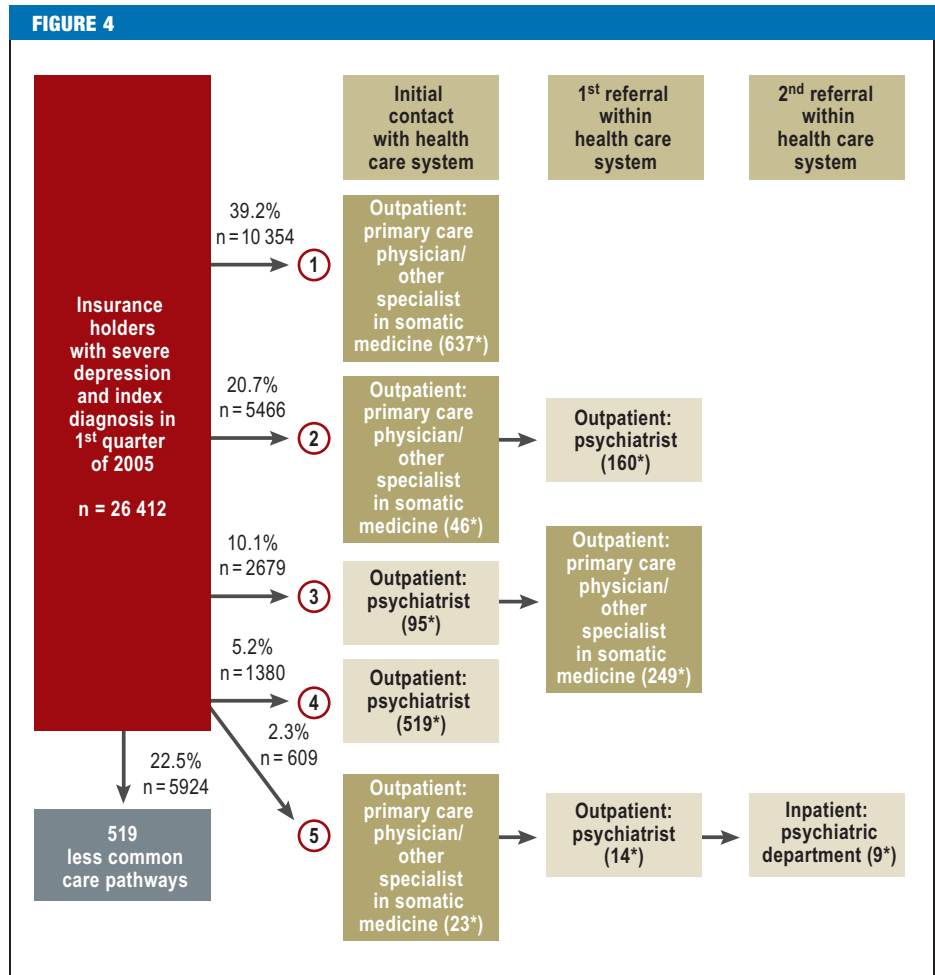 FIGURE 4
Insurance
holders
with severe
depression
and index
diagnosis in
1st quarter
of 2005
n = 26 412
Initial
contact
with health
care system
1st referral
within
health care
system
2nd referral
within
health care
system
39.2%
n = 10 354
1
Outpatient:
primary care
physician/
other
specialist
in somatic
medicine (637*)
20.7%
n = 5466
2
Outpatient:
primary care
physician/
other
specialist
in somatic
medicine (46*)
Outpatient:
psychiatrist
(160*)
10.1%
n = 2679
3
Outpatient:
psychiatrist
(95*)
Outpatient:
primary care
physician/
other
specialist
in somatic
medicine (249*)
5.2%
n = 1380
4
Outpatient:
psychiatrist
(519*)
2.3%
n = 609
5
Outpatient:
primary care
physician/
other
specialist
in somatic
medicine (23*)
Outpatient:
psychiatrist
(14*)
Inpatient:
psychiatric
department (9*)
22.5%
n = 5924
519
less common
care pathways